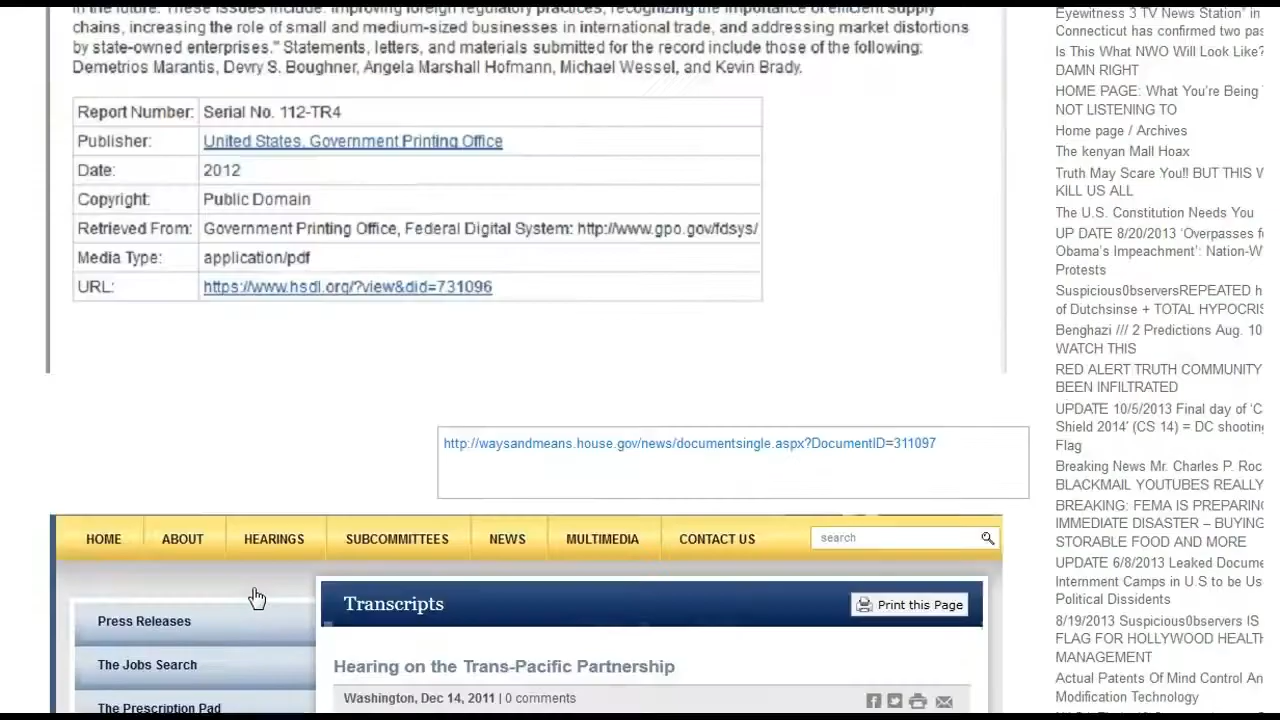 in the future. These issues include: improving foreign regulatory practices, recognizing the importance of efficient supply
chains, increasing the role of small and medium-sized businesses in international trade, and addressing market distortions
by state-owned enterprises." Statements, letters, and materials submitted for the record include those of the following:
Demetrios Marantis, Devry S. Boughner, Angela Marshall Hofmann, Michael Wessel, and Kevin Brady.
Report Number: Serial No. 112-TR4
Publisher: United States. Government Printing Office
Date: 2012
Copyright: Public Domain
Retrieved From: Government Printing Office, Federal Digital System: http://www.gpo.gov/fdsys/
Media Type: application/pdf
URL: https://www.hsdl.org/?view&did=731096
http://waysandmeans.house.gov/news/documentsingle.aspx?DocumentID=311097
HOME ABOUT HEARINGS SUBCOMMITTEES NEWS MULTIMEDIA CONTACT US search
Transcripts Print this Page
Press Releases
The Jobs Search
The Prescription Pad
Hearing on the Trans-Pacific Partnership
Washington, Dec 14, 2011 | 0 comments
Eyewitness 3 TV News Station" in
Connecticut has confirmed two pas
Is This What NWO Will Look Like?
DAMN RIGHT
HOME PAGE: What You're Being
NOT LISTENING TO
Home page / Archives
The kenyan Mall Hoax
Truth May Scare You!! BUT THIS W
KILL US ALL
The U.S. Constitution Needs You
UP DATE 8/20/2013 'Overpasses fo
Obama's Impeachment': Nation-W
Protests
Suspicious0bserversREPEATED h
of Dutchsinse + TOTAL HYPOCRIS
Benghazi /// 2 Predictions Aug. 10
WATCH THIS
RED ALERT TRUTH COMMUNITY
BEEN INFILTRATED
UPDATE 10/5/2013 Final day of 'C
Shield 2014' (CS 14) = DC shooting
Flag
Breaking News Mr. Charles P. Roc
BLACKMAIL YOUTUBES REALLY
BREAKING: FEMA IS PREPARING
IMMEDIATE DISASTER – BUYING
STORABLE FOOD AND MORE
UPDATE 6/8/2013 Leaked Docume
Internment Camps in U.S to be Us
Political Dissidents
8/19/2013 Suspicious0bservers IS
FLAG FOR HOLLYWOOD HEALTH
MANAGEMENT
Actual Patents Of Mind Control An
Modification Technology